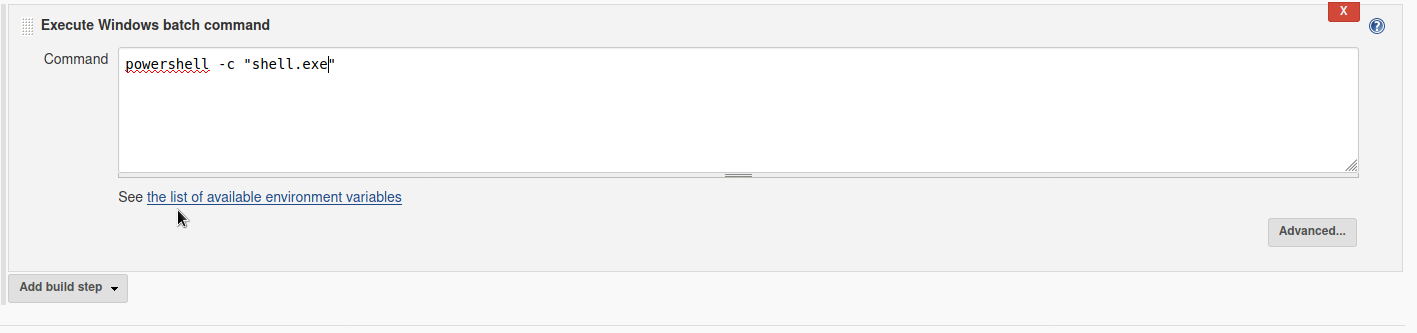 Execute Windows batch command
X
?
Command
powershell -c "shell.exe"
See the list of available environment variables
Advanced...
Add build step